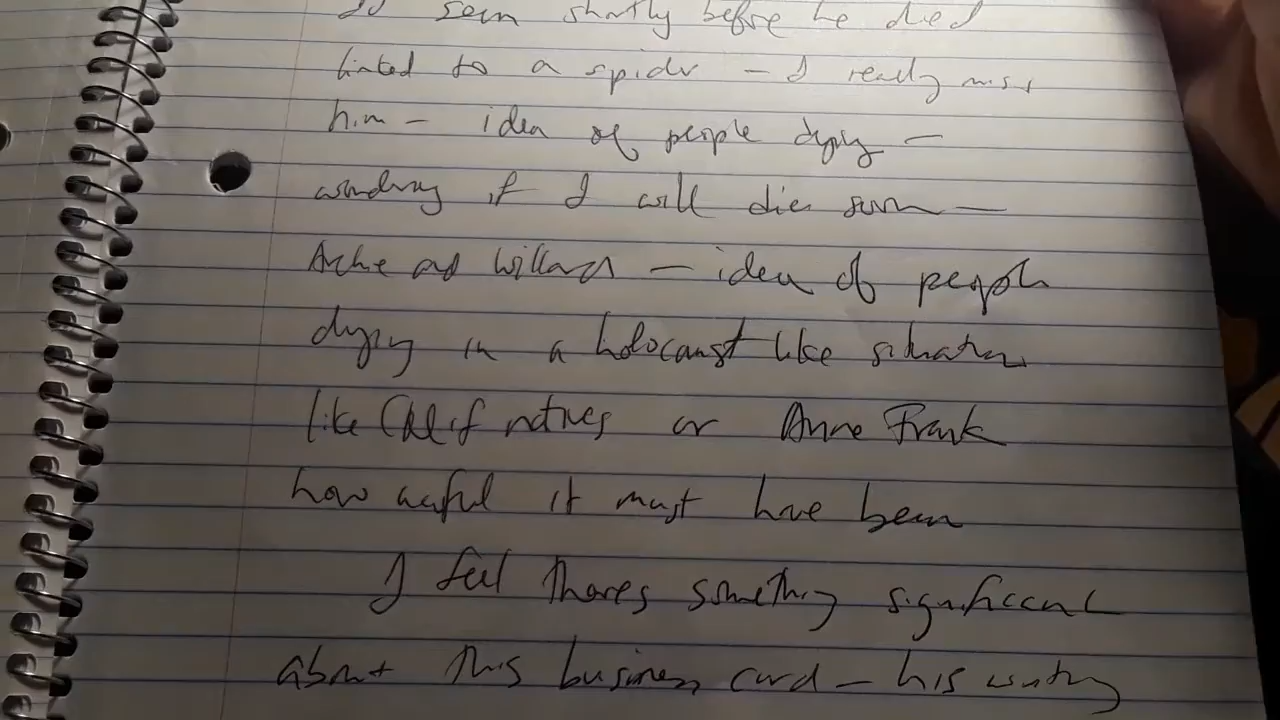 I'd seen shortly before he died
linked to a spider — I really miss
him — idea of people dying —
wondering if I will die soon —
Archie and Willard — idea of people
dying in a holocaust like situation
like Calif natives or Anne Frank
how awful it must have been
I feel theres something significant
about this business card — his writing